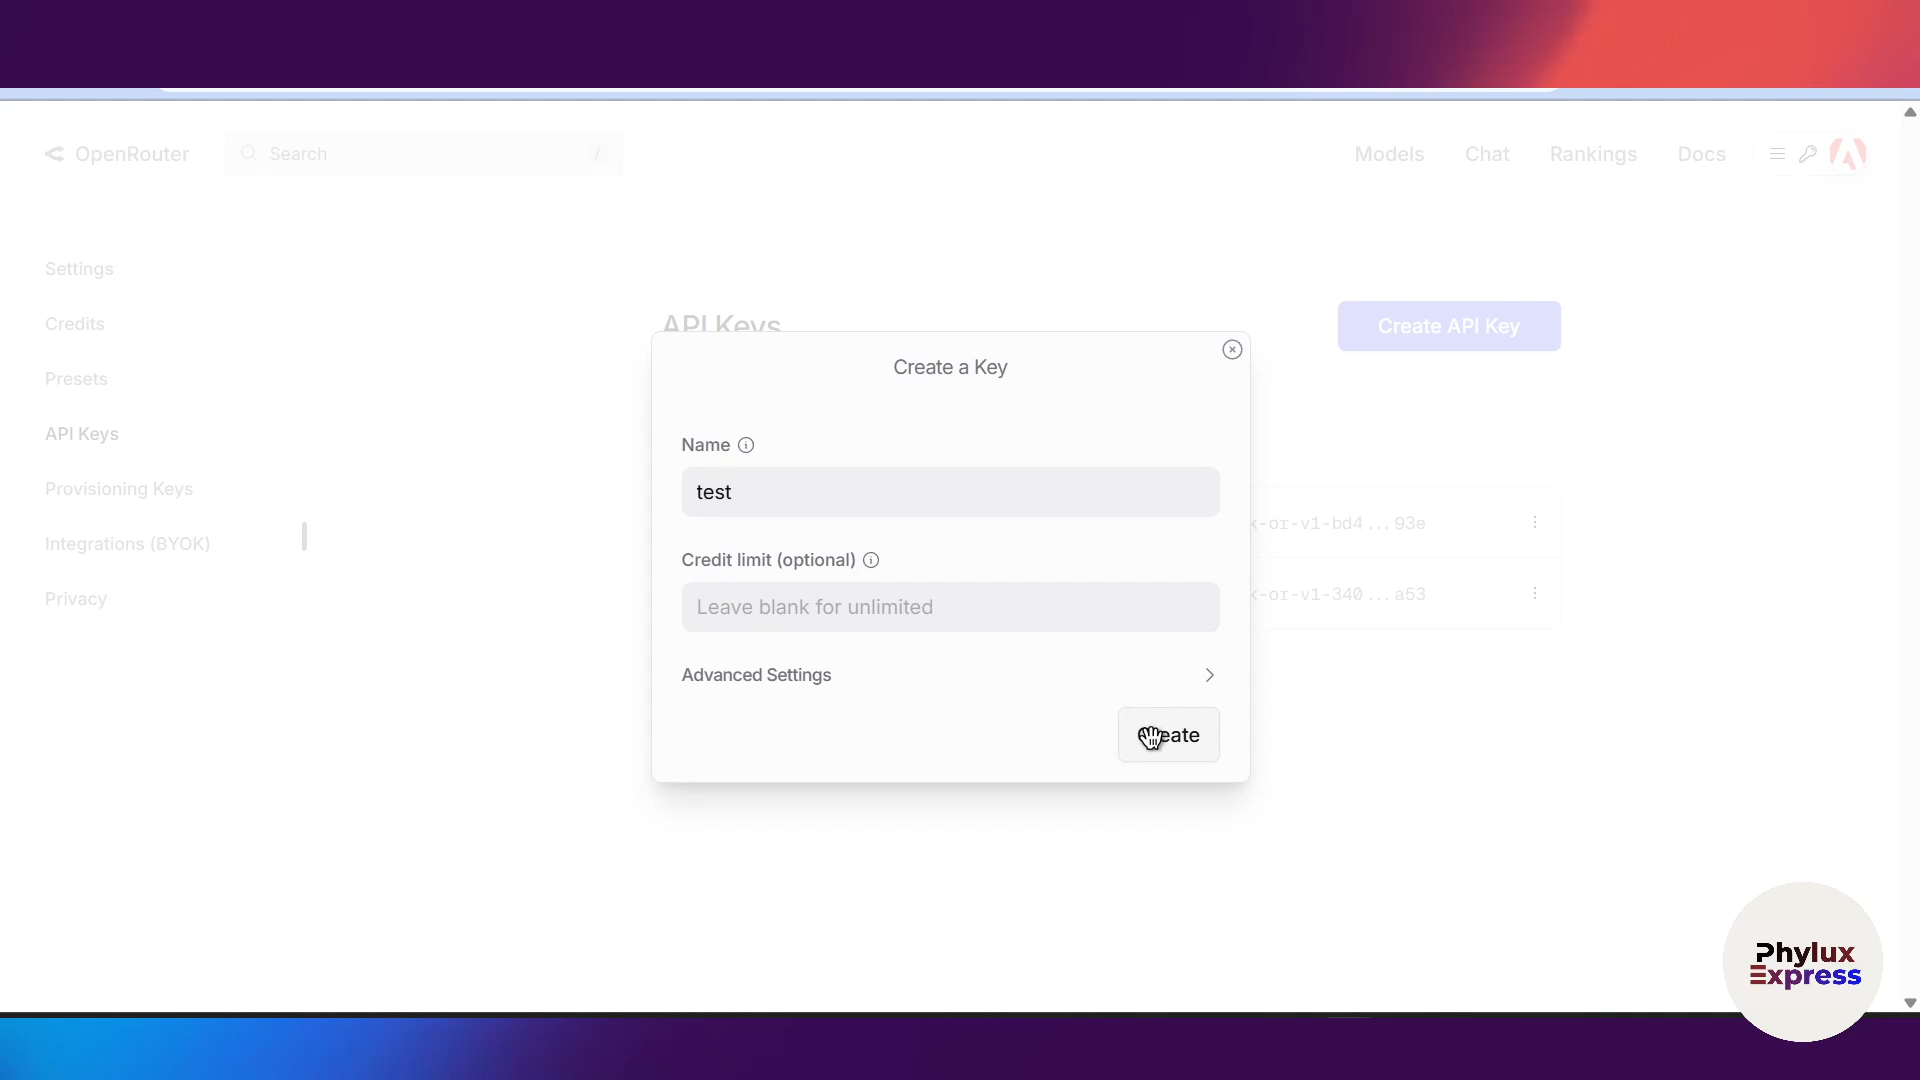 OpenRouter
Search
/
Models
Chat
Rankings
Docs
Settings
Credits
Presets
API Keys
Provisioning Keys
Integrations (BYOK)
Privacy
API Keys
Create API Key
Create a Key
Name
test
Credit limit (optional)
Leave blank for unlimited
Advanced Settings
Create
k-or-v1-bd4...93e
k-or-v1-340...a53
Phylux
Express